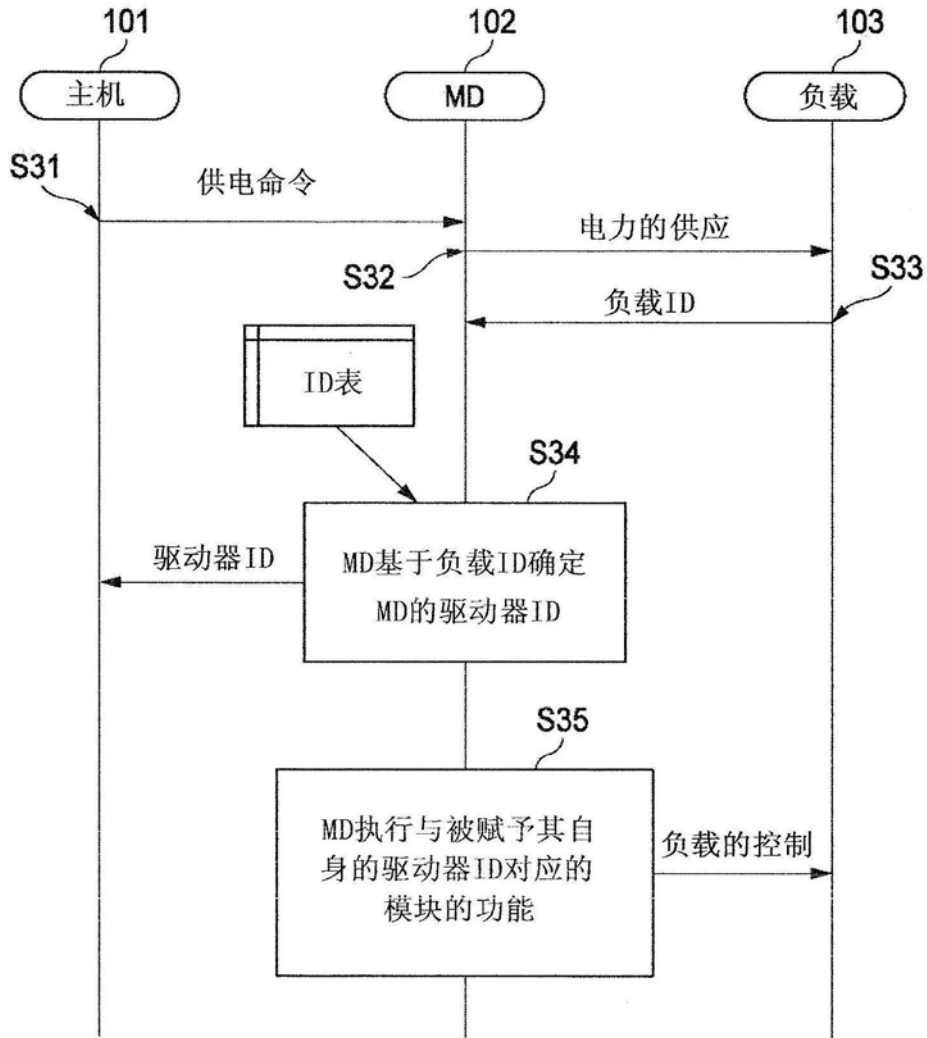 101
102
103
主机
MD
负载
S31
供电命令
电力的供应
S32
S33
负载ID
ID表
S34
驱动器ID
MD基于负载ID确定
MD的驱动器ID
S35
MD执行与被赋予其自
身的驱动器ID对应的
模块的功能
负载的控制